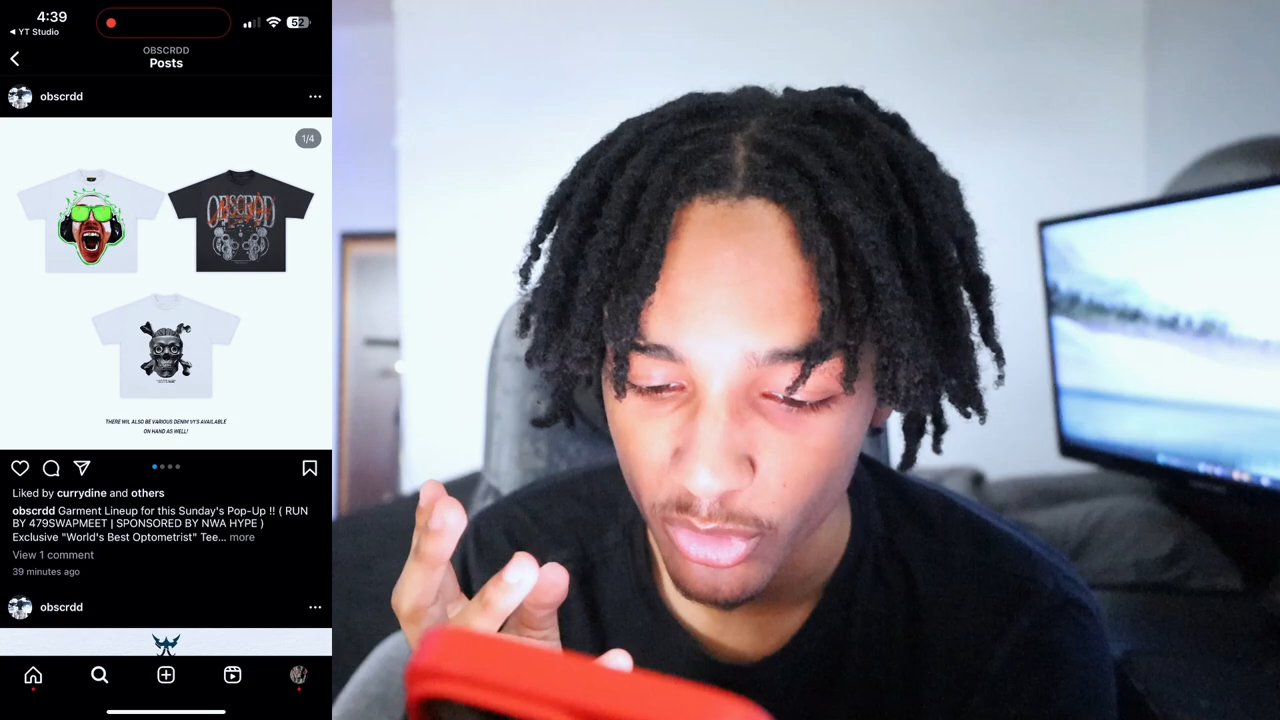 4:39
52
◀ YT Studio
OBSCRDD
Posts
obscrdd
1/4
OBSCRDD
THERE WIL ALSO BE VARIOUS DENIM 1/1'S AVAILABLE
ON HAND AS WELL!
Liked by currydine and others
obscrdd Garment Lineup for this Sunday's Pop-Up !! ( RUN
BY 479SWAPMEET | SPONSORED BY NWA HYPE )
Exclusive "World's Best Optometrist" Tee... more
View 1 comment
39 minutes ago
obscrdd